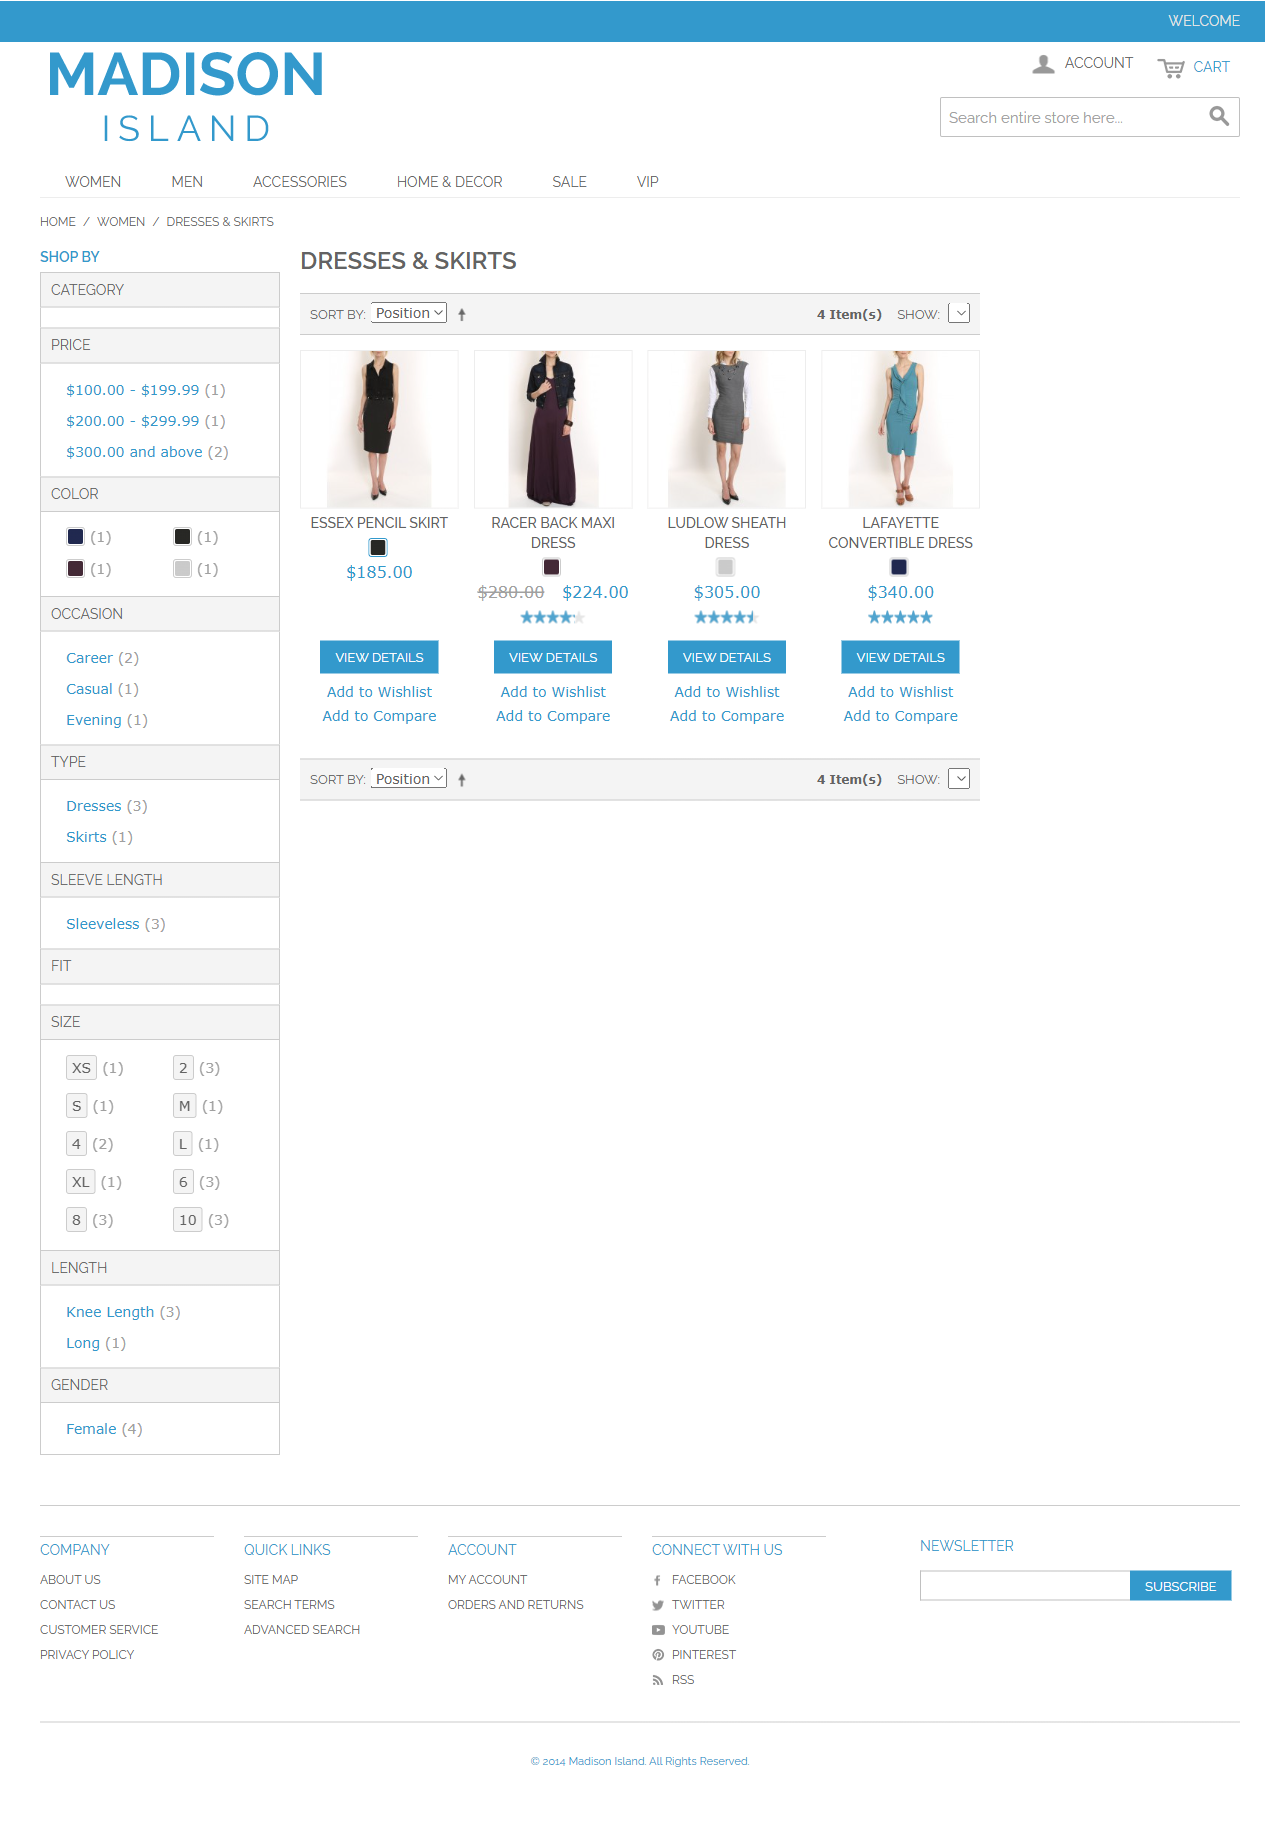 WELCOME
MADISON
ISLAND
ACCOUNT
CART
Search entire store here...
WOMEN
MEN
ACCESSORIES
HOME & DECOR
SALE
VIP
HOME / WOMEN / DRESSES & SKIRTS
SHOP BY
CATEGORY
PRICE
$100.00 - $199.99 (1)
$200.00 - $299.99 (1)
$300.00 and above (2)
COLOR
(1) (1)
(1) (1)
OCCASION
Career (2)
Casual (1)
Evening (1)
TYPE
Dresses (3)
Skirts (1)
SLEEVE LENGTH
Sleeveless (3)
FIT
SIZE
XS (1) 2 (3)
S (1) M (1)
4 (2) L (1)
XL (1) 6 (3)
8 (3) 10 (3)
LENGTH
Knee Length (3)
Long (1)
GENDER
Female (4)
DRESSES & SKIRTS
SORT BY: Position 4 Item(s) SHOW:
ESSEX PENCIL SKIRT
$185.00
VIEW DETAILS
Add to Wishlist
Add to Compare
RACER BACK MAXI
DRESS
$280.00 $224.00
VIEW DETAILS
Add to Wishlist
Add to Compare
LUDLOW SHEATH
DRESS
$305.00
VIEW DETAILS
Add to Wishlist
Add to Compare
LAFAYETTE
CONVERTIBLE DRESS
$340.00
VIEW DETAILS
Add to Wishlist
Add to Compare
SORT BY: Position 4 Item(s) SHOW:
COMPANY
ABOUT US
CONTACT US
CUSTOMER SERVICE
PRIVACY POLICY
QUICK LINKS
SITE MAP
SEARCH TERMS
ADVANCED SEARCH
ACCOUNT
MY ACCOUNT
ORDERS AND RETURNS
CONNECT WITH US
FACEBOOK
TWITTER
YOUTUBE
PINTEREST
RSS
NEWSLETTER
SUBSCRIBE
© 2014 Madison Island. All Rights Reserved.